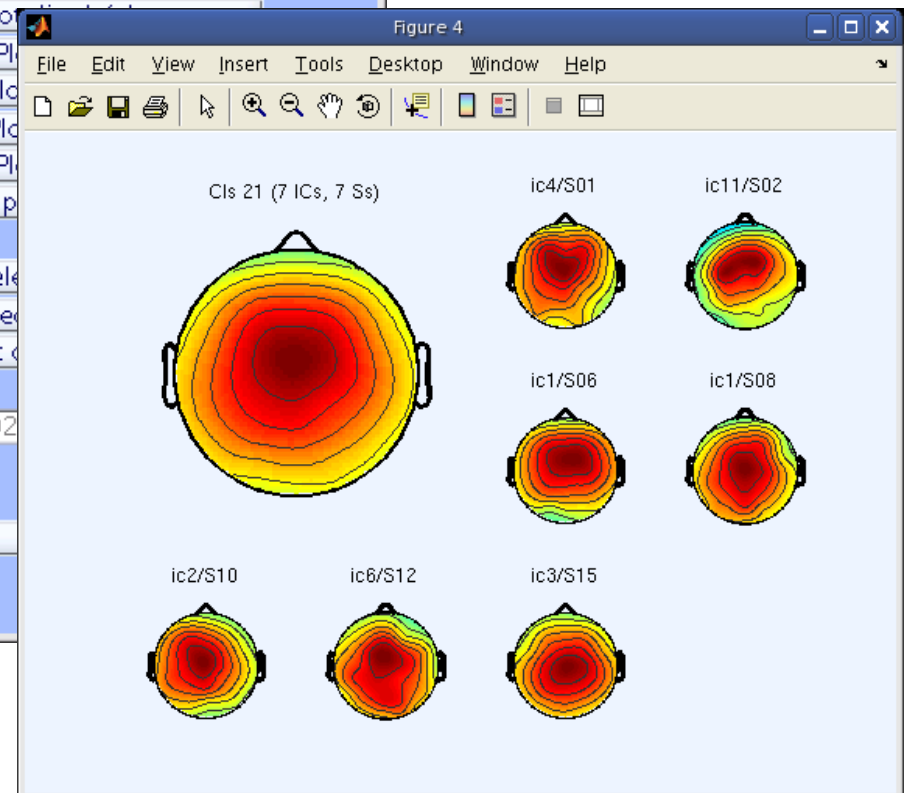 Figure 4
File Edit View Insert Tools Desktop Window Help
Cls 21 (7 ICs, 7 Ss)
ic4/S01
ic11/S02
ic1/S06
ic1/S08
ic2/S10
ic6/S12
ic3/S15